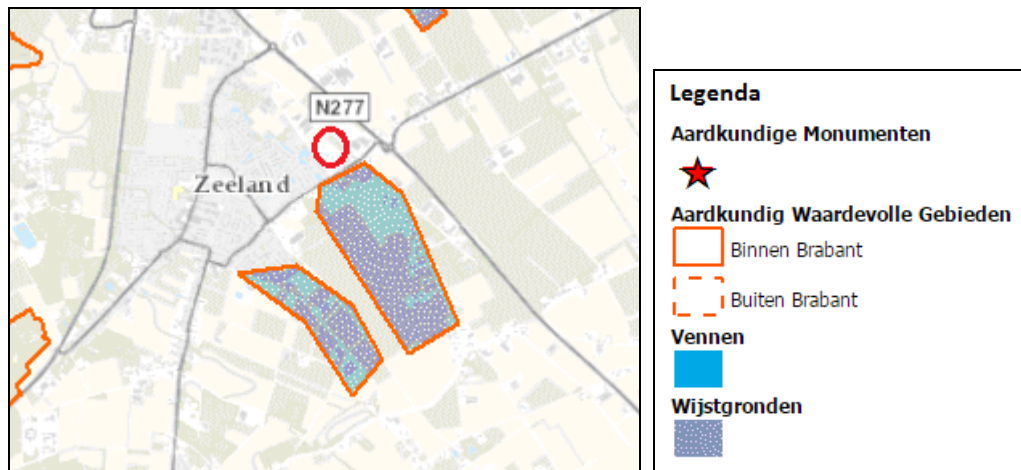 N277
Zeeland
Legenda
Aardkundige Monumenten
Aardkundig Waardevolle Gebieden
Binnen Brabant
Buiten Brabant
Vennen
Wijstgronden